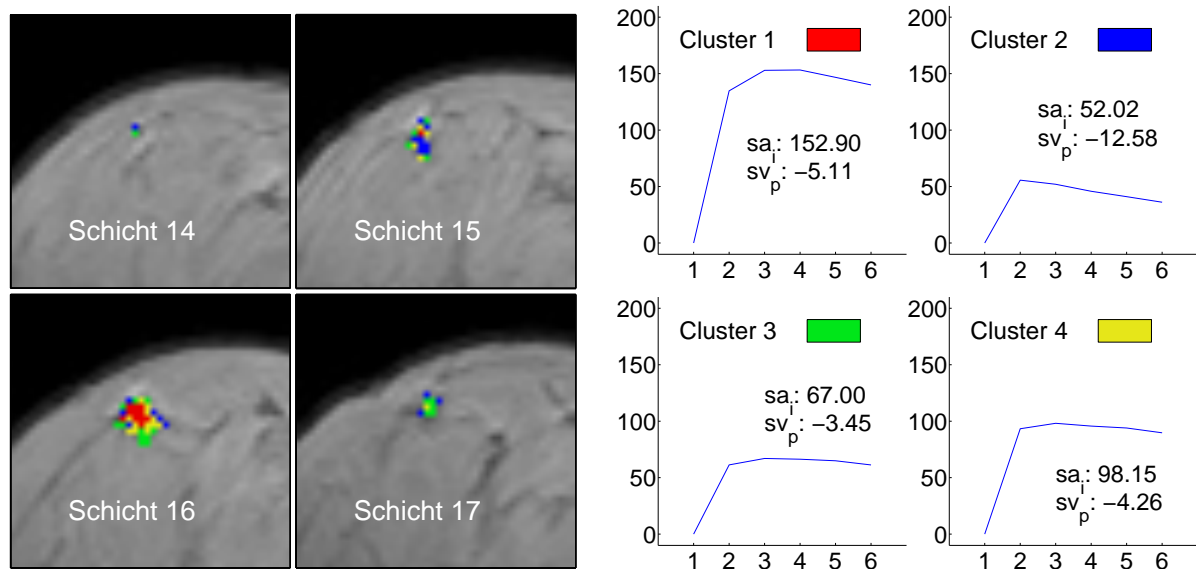 Schicht 14
Schicht 15
Schicht 16
Schicht 17
200
150
100
50
0
Cluster 1
sa_i: 152.90
sv_p: −5.11
1 2 3 4 5 6
200
150
100
50
0
Cluster 2
sa_i: 52.02
sv_p: −12.58
1 2 3 4 5 6
200
150
100
50
0
Cluster 3
sa_i: 67.00
sv_p: −3.45
1 2 3 4 5 6
200
150
100
50
0
Cluster 4
sa_i: 98.15
sv_p: −4.26
1 2 3 4 5 6